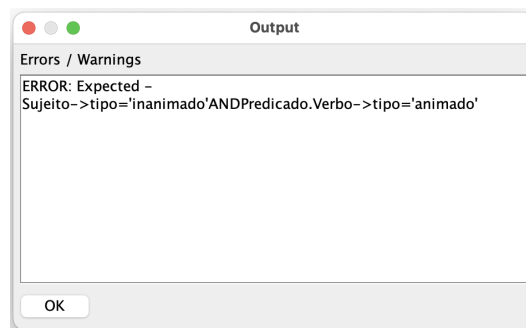 Output
Errors / Warnings
ERROR: Expected –
Sujeito->tipo='inanimado'ANDPredicado.Verbo->tipo='animado'
OK